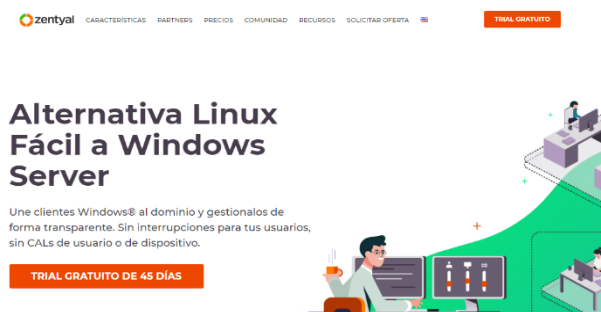 zentyal CARACTERÍSTICAS PARTNERS PRECIOS COMUNIDAD RECURSOS SOLICITAR OFERTA TRIAL GRATUITO
Alternativa Linux
Fácil a Windows
Server
Une clientes Windows® al dominio y gestionalos de
forma transparente. Sin interrupciones para tus usuarios,
sin CALs de usuario o de dispositivo.
TRIAL GRATUITO DE 45 DÍAS